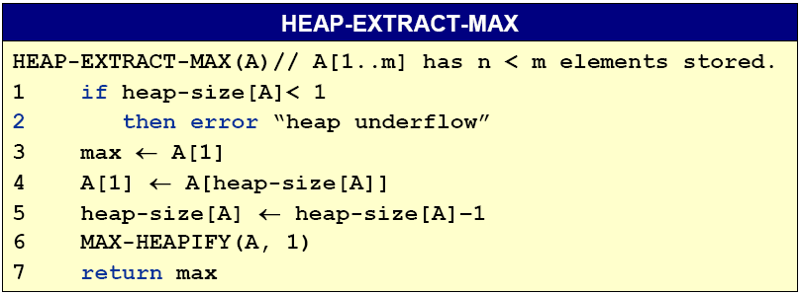 HEAP-EXTRACT-MAX
HEAP-EXTRACT-MAX(A)// A[1..m] has n < m elements stored.
1 if heap-size[A]< 1
2 then error “heap underflow”
3 max ← A[1]
4 A[1] ← A[heap-size[A]]
5 heap-size[A] ← heap-size[A]–1
6 MAX-HEAPIFY(A, 1)
7 return max